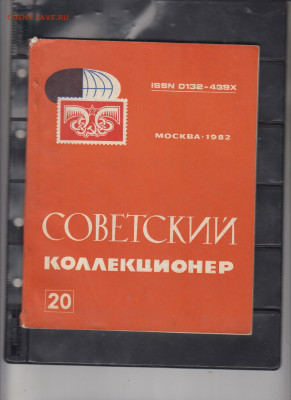 ISSN 0132-439X
МОСКВА·1982
СОВЕТСКИЙ
КОЛЛЕКЦИОНЕР
20